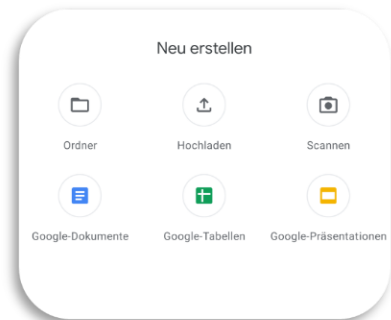 Neu erstellen
Ordner Hochladen Scannen
Google-Dokumente Google-Tabellen Google-Präsentationen